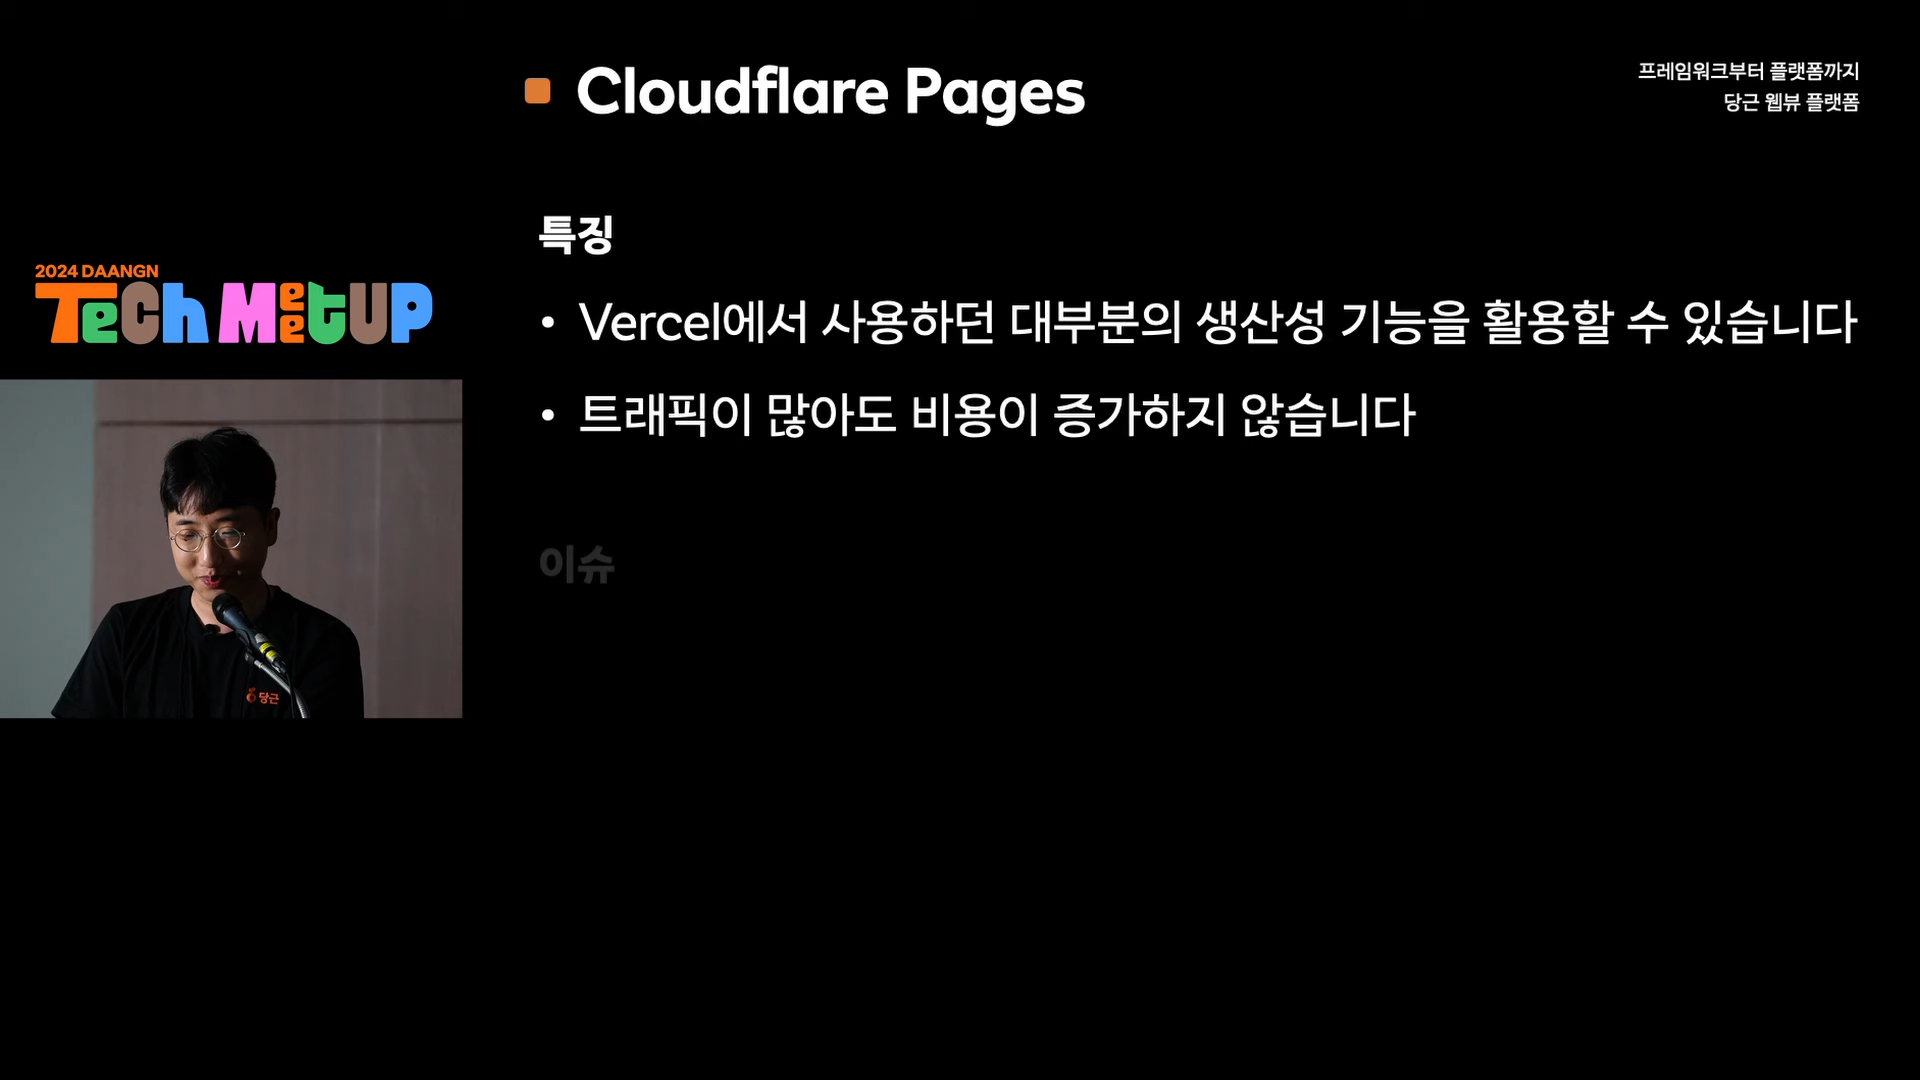 Cloudflare Pages
프레임워크부터 플랫폼까지
당근 웹뷰 플랫폼
특징
• Vercel에서 사용하던 대부분의 생산성 기능을 활용할 수 있습니다
• 트래픽이 많아도 비용이 증가하지 않습니다
이슈
2024 DAANGN
TeCh MeetUP
당근